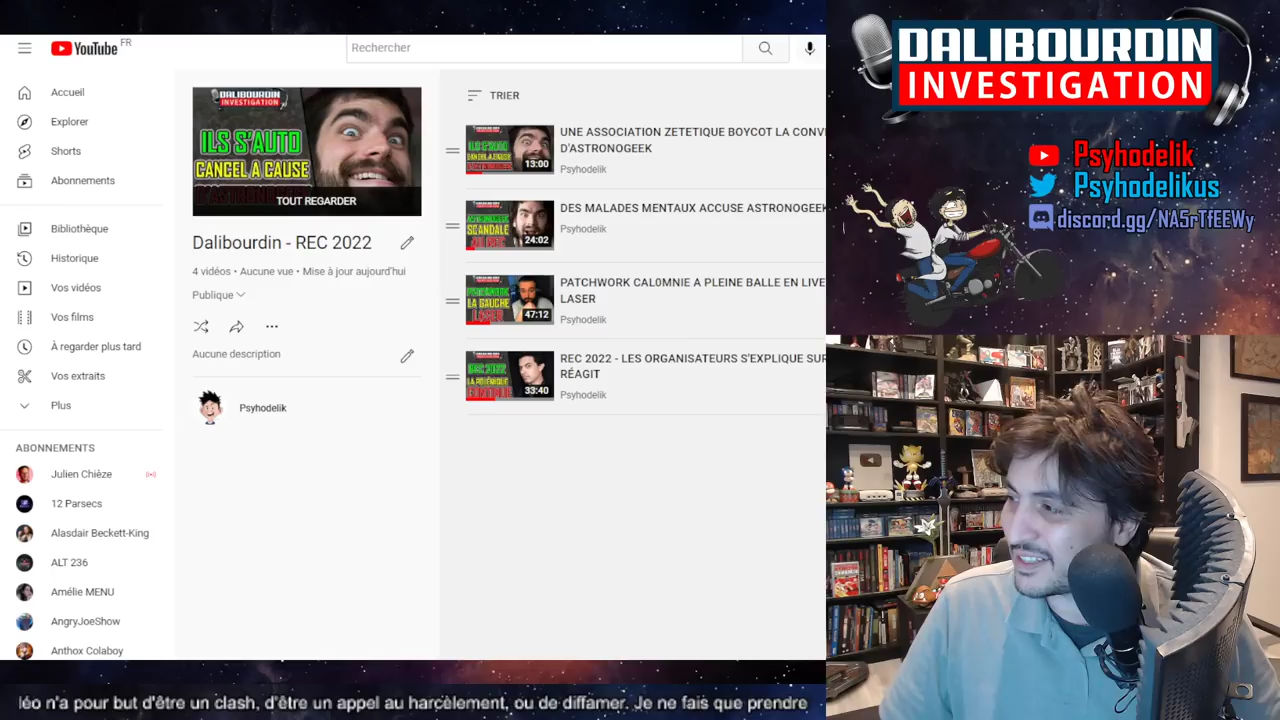 YouTube FR
Rechercher
Accueil
Explorer
Shorts
Abonnements
Bibliothèque
Historique
Vos vidéos
Vos films
À regarder plus tard
Vos extraits
Plus
ABONNEMENTS
Julien Chièze
12 Parsecs
Alasdair Beckett-King
ALT 236
Amélie MENU
AngryJoeShow
Anthox Colaboy
DALIBOURDIN
INVESTIGATION
ILS S'AUTO
CANCEL A CAUSE
TOUT REGARDER
Dalibourdin - REC 2022
4 vidéos • Aucune vue • Mise à jour aujourd'hui
Publique
Aucune description
Psyhodelik
TRIER
13:00
UNE ASSOCIATION ZETETIQUE BOYCOT LA CONVE
D'ASTRONOGEEK
Psyhodelik
SCANDALE
24:02
DES MALADES MENTAUX ACCUSE ASTRONOGEEK
Psyhodelik
LA GAUCHE
LASER
47:12
PATCHWORK CAL0MNIE A PLEINE BALLE EN LIVE
LASER
Psyhodelik
REC 2022
LA POLÉMIQUE
33:40
REC 2022 - LES ORGANISATEURS S'EXPLIQUE SUR
RÉAGIT
Psyhodelik
DALIBOURDIN
INVESTIGATION
Psyhodelik
Psyhodelikus
discord.gg/NA5rTfEEWy
léo n'a pour but d'être un clash, d'être un appel au harcèlement, ou de diffamer. Je ne fais que prendre